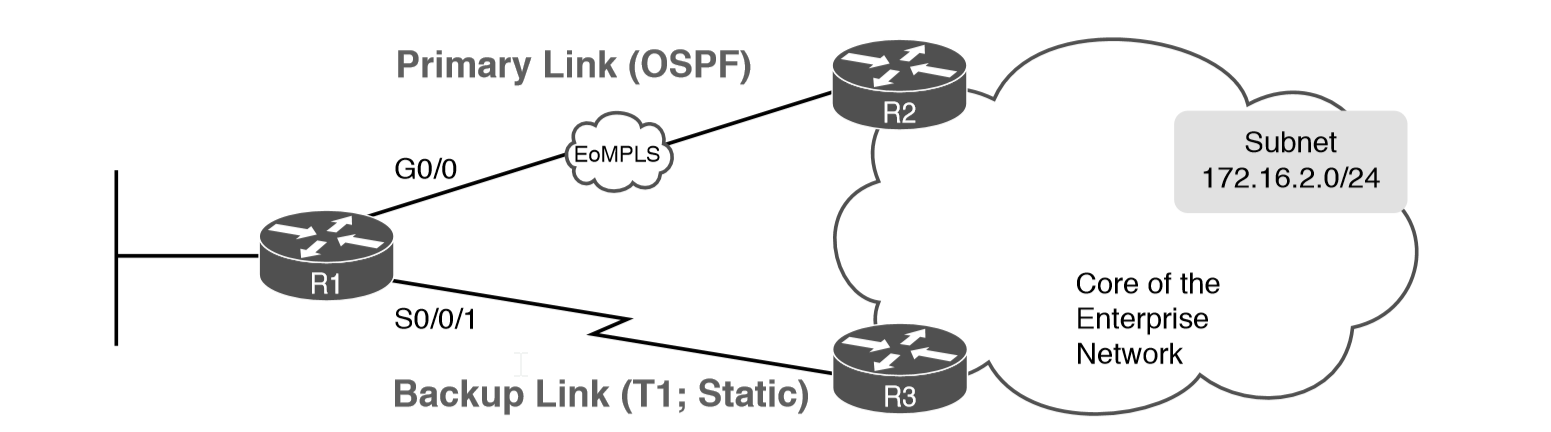 Primary Link (OSPF)
R2
EoMPLS
Subnet
172.16.2.0/24
G0/0
R1
S0/0/1
Core of the
Enterprise
Network
Backup Link (T1; Static)
R3